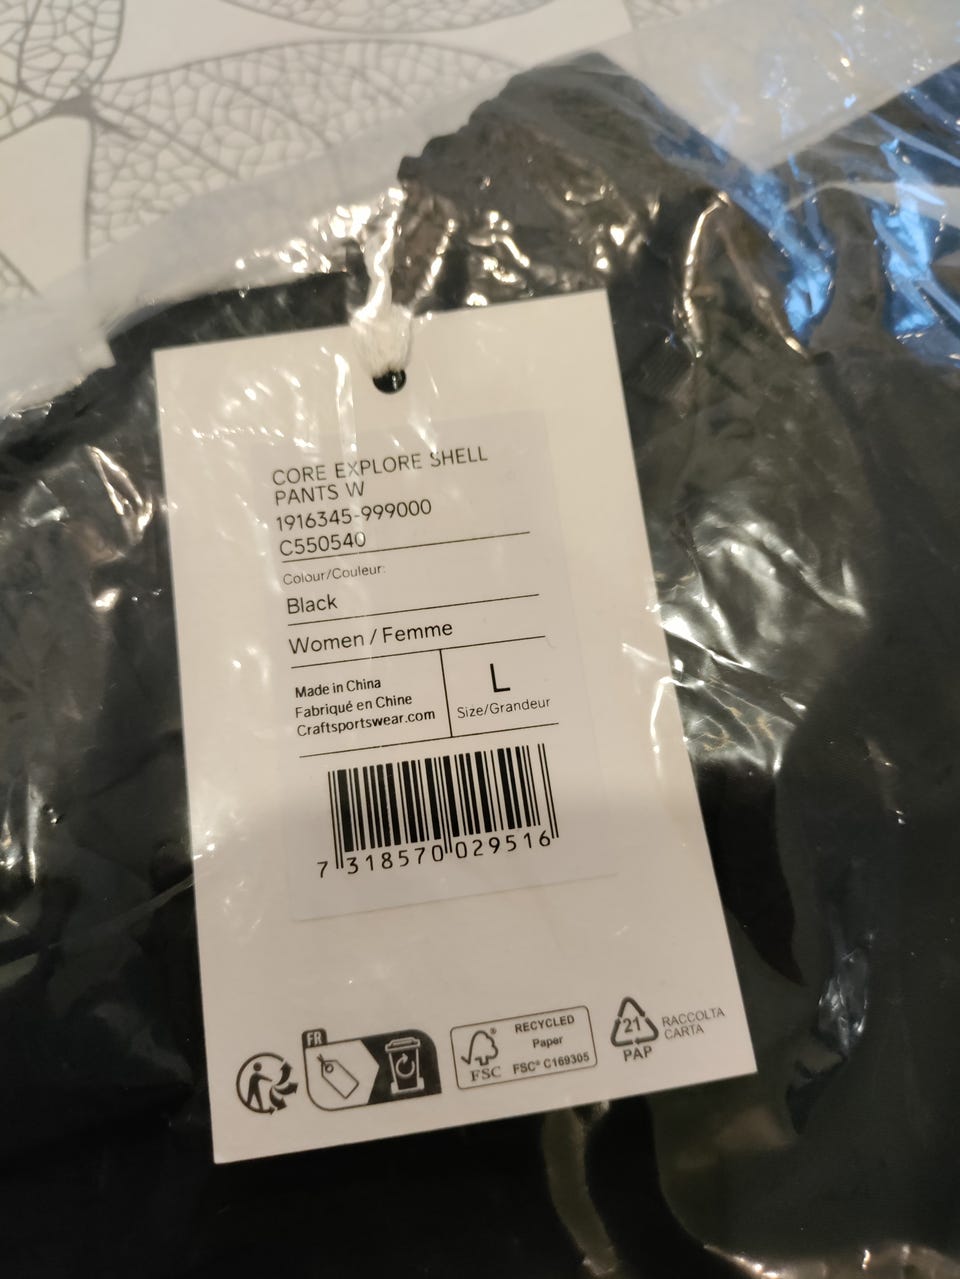 CORE EXPLORE SHELL
PANTS W
1916345-999000
C550540
Colour/Couleur:
Black
Women / Femme
Made in China
Fabriqué en Chine
Craftsportswear.com
L
Size/Grandeur
7 318570 029516
FR
FSC®
RECYCLED
Paper
FSC® C169305
21
PAP
RACCOLTA
CARTA